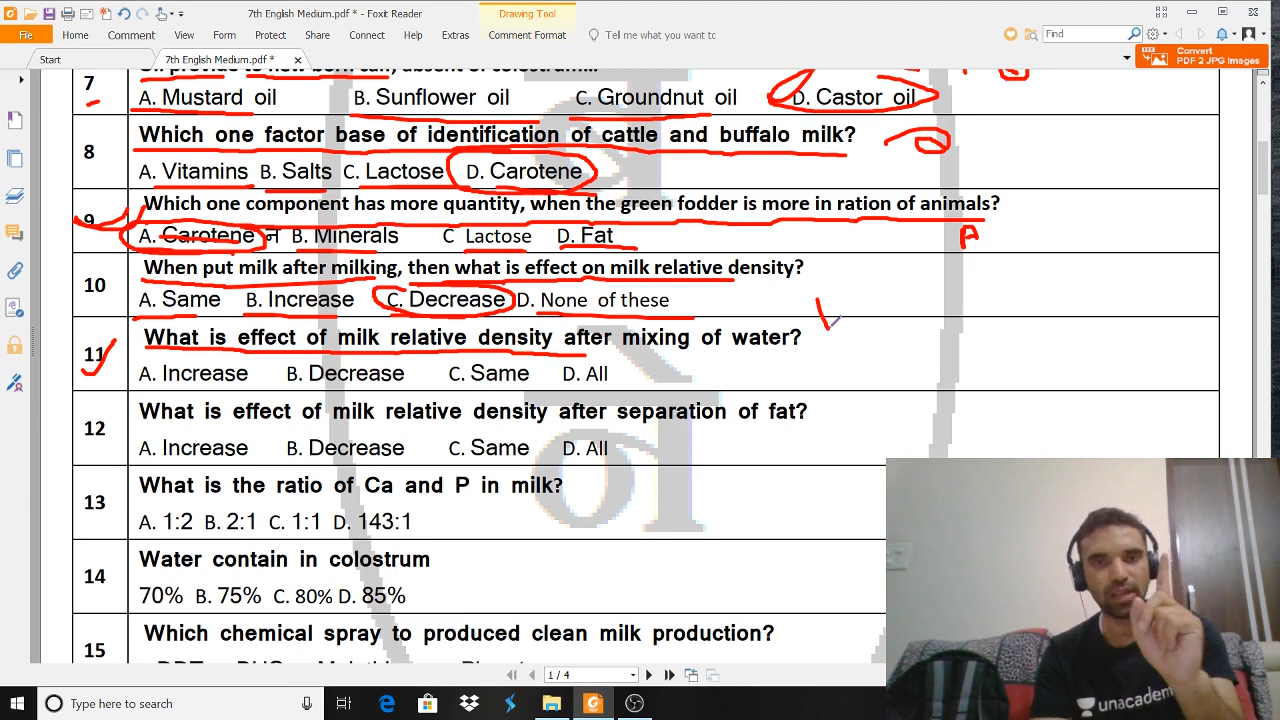 7th English Medium.pdf * - Foxit Reader
Drawing Tool
File Home Comment View Form Protect Share Connect Help Extras Comment Format Tell me what you want to Find
Start 7th English Medium.pdf *
Convert
PDF 2 JPG Images
7
A. Mustard oil B. Sunflower oil C. Groundnut oil D. Castor oil
8 Which one factor base of identification of cattle and buffalo milk?
A. Vitamins B. Salts C. Lactose D. Carotene
9 Which one component has more quantity, when the green fodder is more in ration of animals?
A. Carotene B. Minerals C Lactose D. Fat
10 When put milk after milking, then what is effect on milk relative density?
A. Same B. Increase C. Decrease D. None of these
11 What is effect of milk relative density after mixing of water?
A. Increase B. Decrease C. Same D. All
12 What is effect of milk relative density after separation of fat?
A. Increase B. Decrease C. Same D. All
13 What is the ratio of Ca and P in milk?
A. 1:2 B. 2:1 C. 1:1 D. 143:1
14 Water contain in colostrum
70% B. 75% C. 80% D. 85%
15 Which chemical spray to produced clean milk production?
1 / 4
unacadem
Type here to search